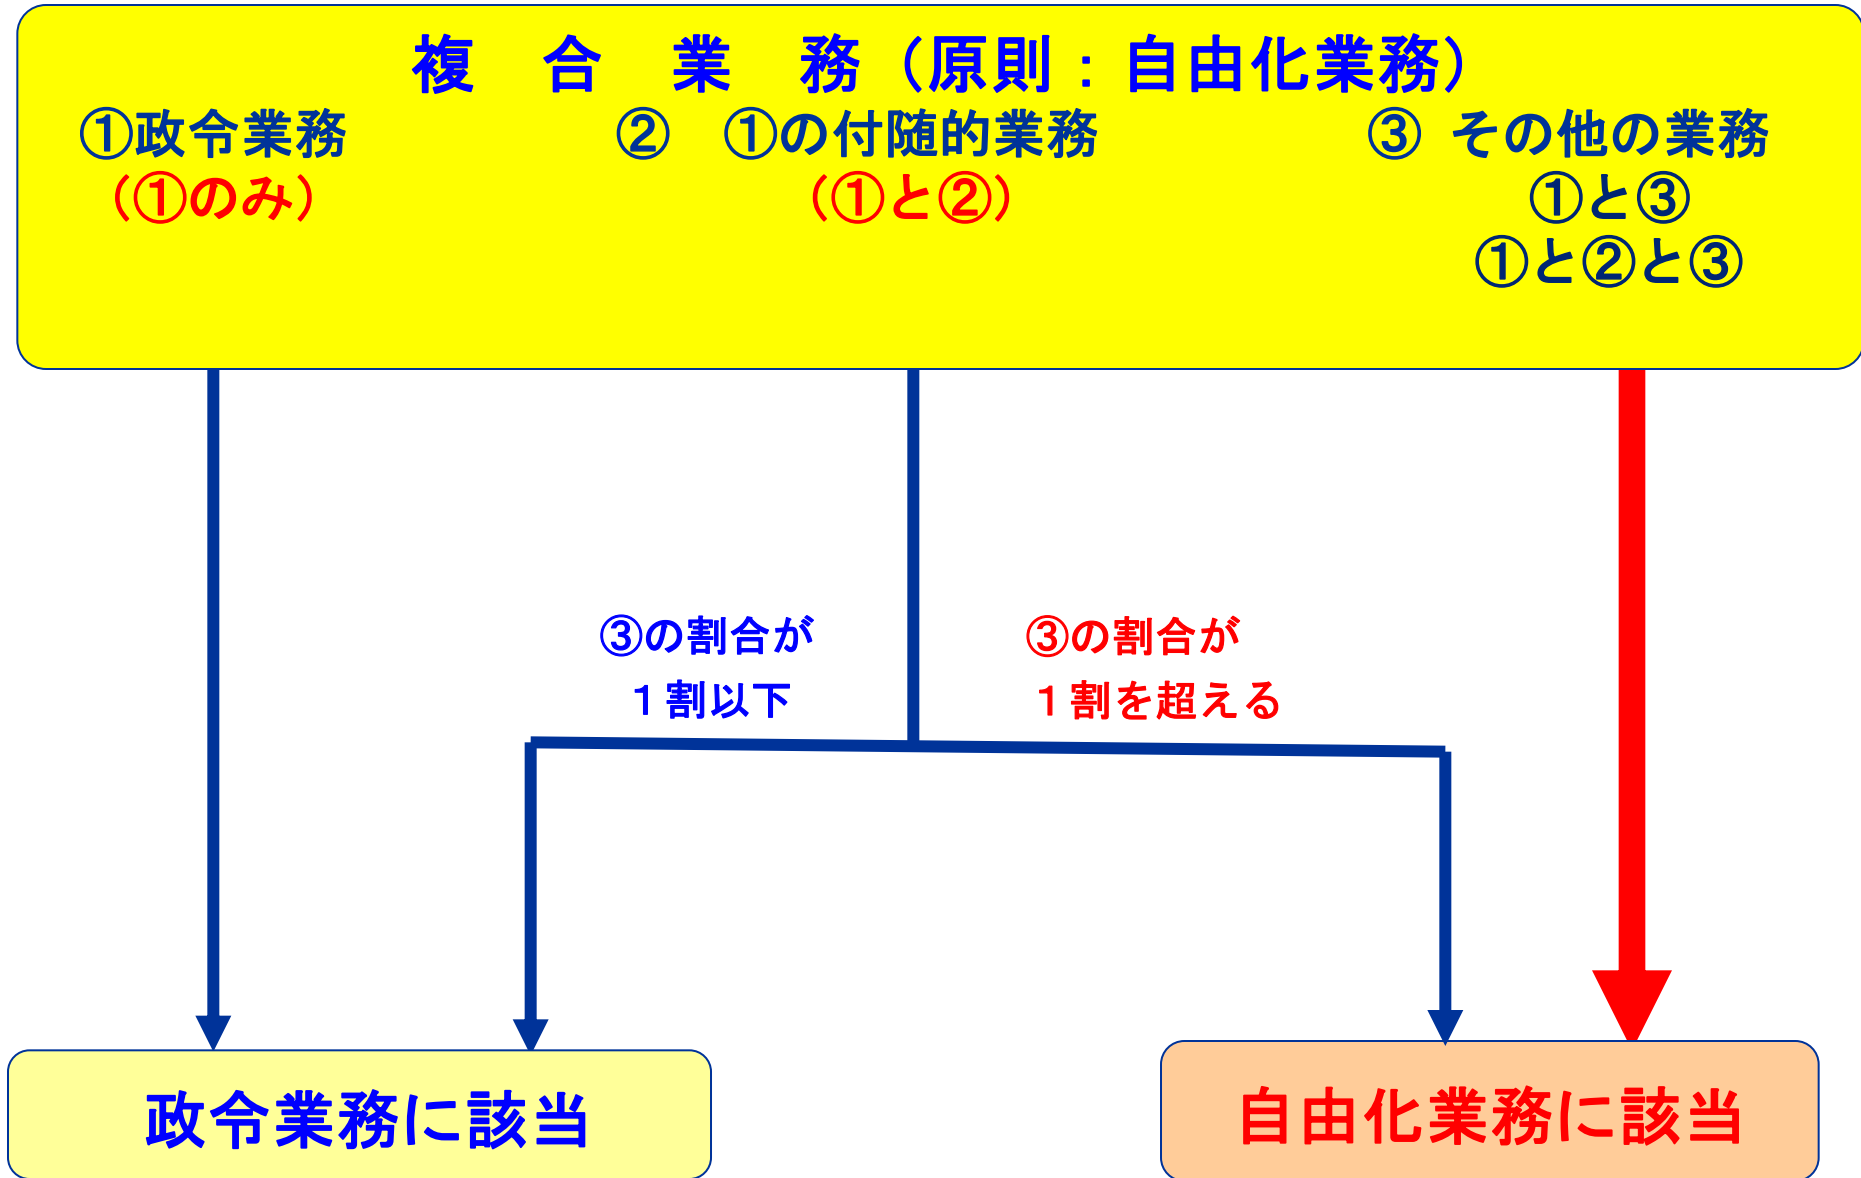 複　合　業　務（原則：自由化業務）
①政令業務　②　①の付随的業務　③ その他の業務
（①のみ）　（①と②）　①と③
①と②と③
③の割合が　③の割合が
１割以下　１割を超える
政令業務に該当　自由化業務に該当